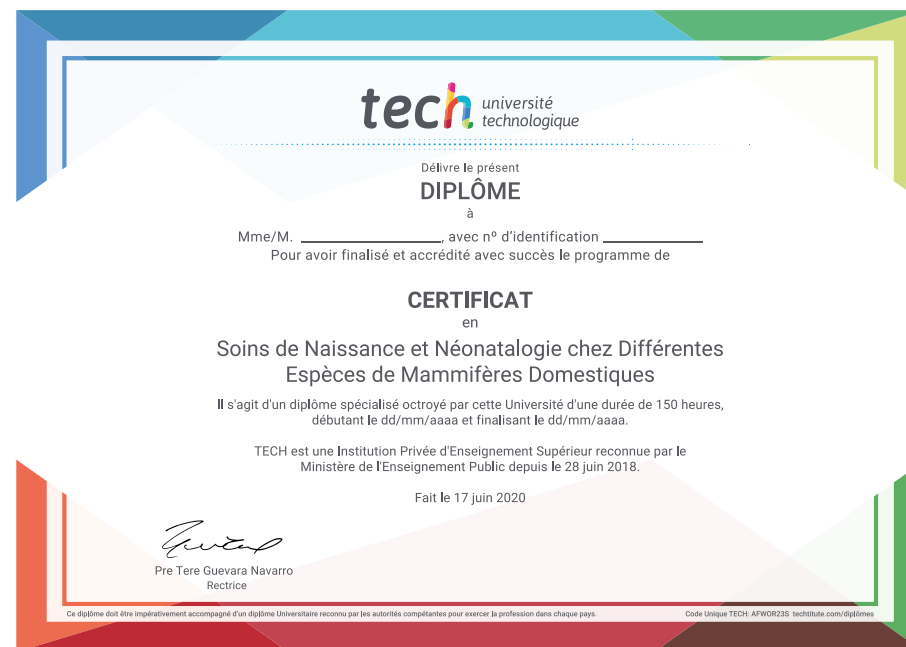 tech université
technologique
Délivre le présent
DIPLÔME
à
Mme/M. ____________________, avec nº d'identification ______________
Pour avoir finalisé et accrédité avec succès le programme de
CERTIFICAT
en
Soins de Naissance et Néonatalogie chez Différentes
Espèces de Mammifères Domestiques
Il s'agit d'un diplôme spécialisé octroyé par cette Université d'une durée de 150 heures,
débutant le dd/mm/aaaa et finalisant le dd/mm/aaaa.
TECH est une Institution Privée d'Enseignement Supérieur reconnue par le
Ministère de l'Enseignement Public depuis le 28 juin 2018.
Fait le 17 juin 2020
Pre Tere Guevara Navarro
Rectrice
Ce diplôme doit être impérativement accompagné d'un diplôme Universitaire reconnu par les autorités compétantes pour exercer la profession dans chaque pays.
Code Unique TECH: AFWOR23S techtitute.com/diplômes